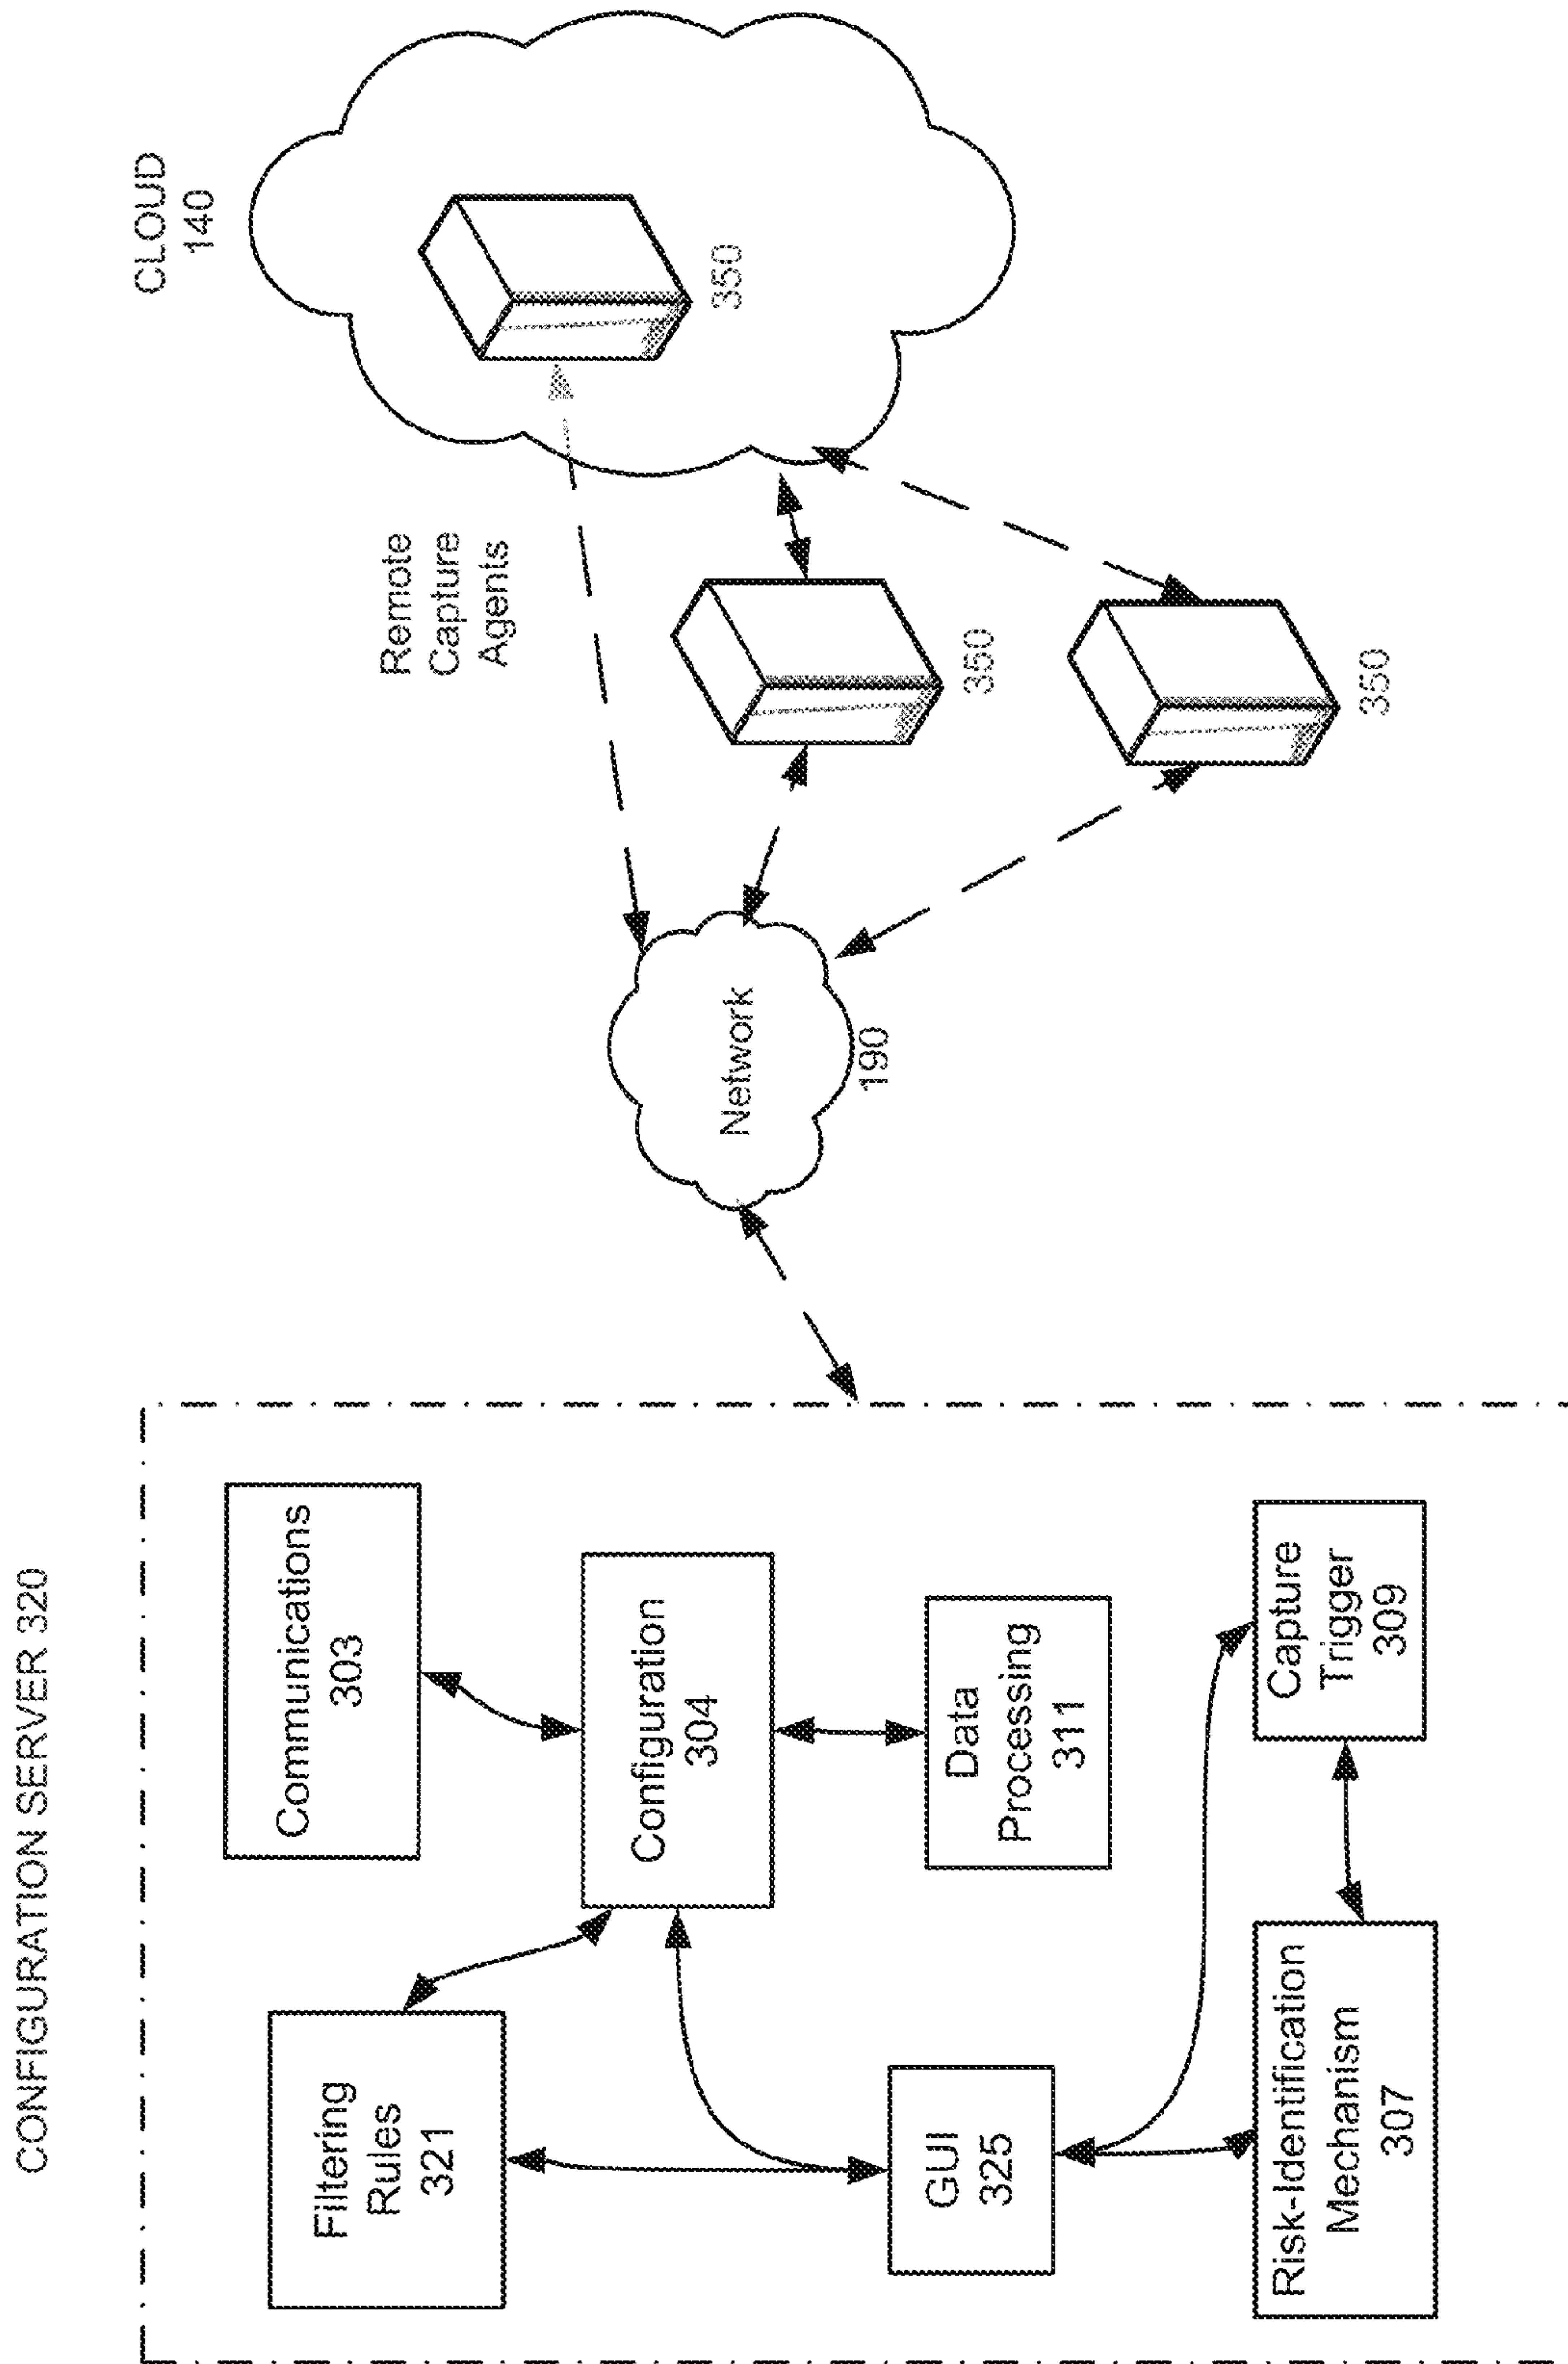 CONFIGURATION SERVER 320
Filtering
Rules
321
Communications
303
Configuration
304
GUI
325
Data
Processing
311
Risk-Identification
Mechanism
307
Capture
Trigger
309
Network
190
Remote
Capture
Agents
350
350
CLOUD
140
350